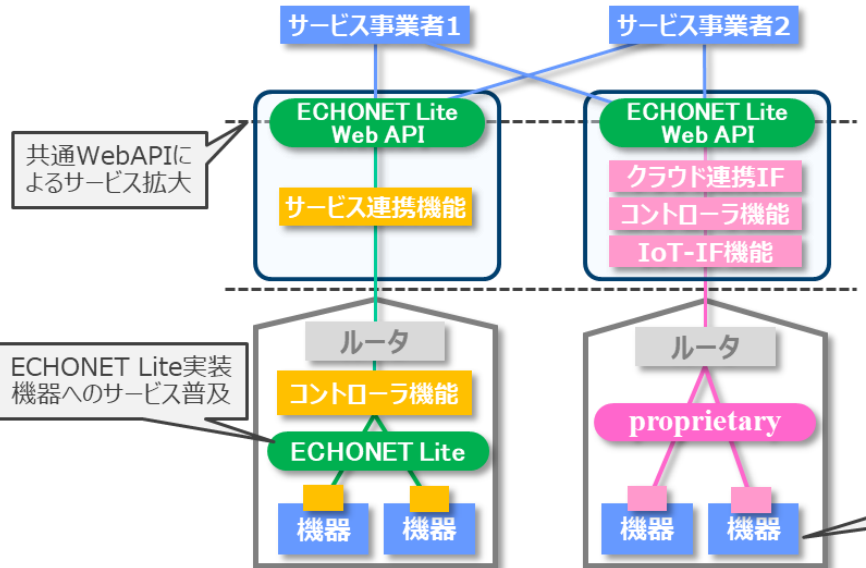 サービス事業者1
サービス事業者2
ECHONET Lite
Web API
ECHONET Lite
Web API
共通WebAPIに
よるサービス拡大
サービス連携機能
クラウド連携IF
コントローラ機能
IoT-IF機能
ルータ
ルータ
ECHONET Lite実装
機器へのサービス普及
コントローラ機能
proprietary
ECHONET Lite
機器
機器
機器
機器